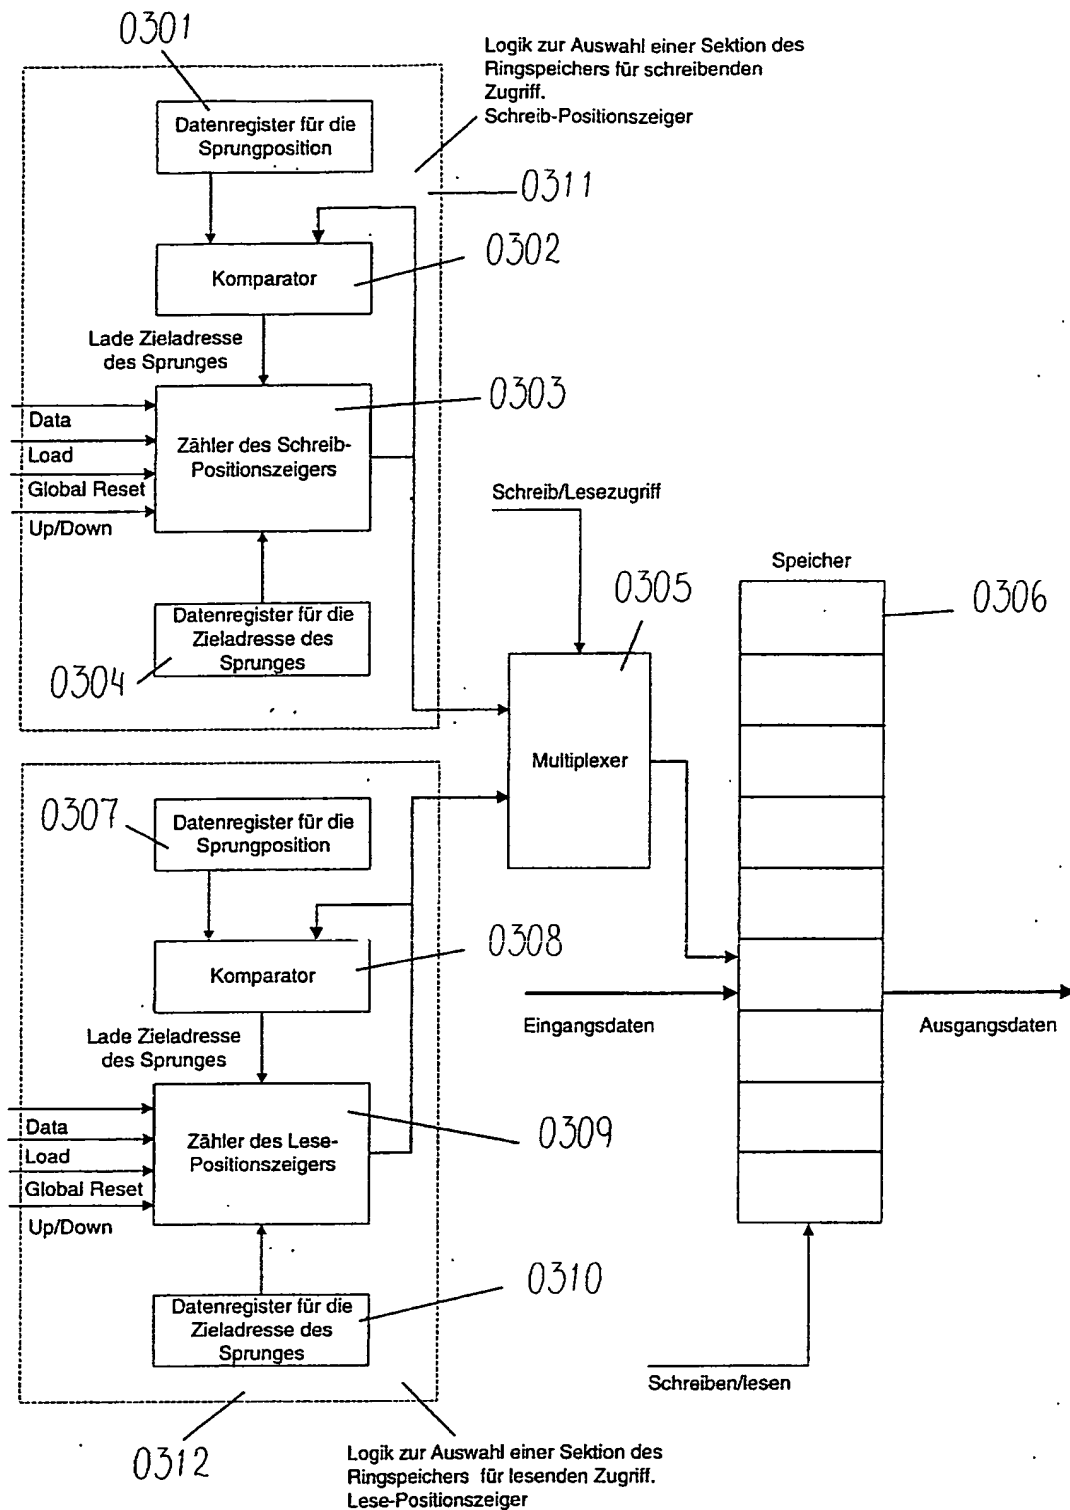 0301
Logik zur Auswahl einer Sektion des
Ringspeichers für schreibenden
Zugriff.
Schreib-Positionszeiger
Datenregister für die
Sprungposition
0311
0302
Komparator
Lade Zieladresse
des Sprunges
0303
Data
Load
Global Reset
Up/Down
Zähler des Schreib-
Positionszeigers
Schreib/Lesezugriff
Speicher
0305
0306
Datenregister für die
Zieladresse des
Sprunges
0304
Multiplexer
0307
Datenregister für die
Sprungposition
0308
Komparator
Eingangsdaten
Ausgangsdaten
Lade Zieladresse
des Sprunges
0309
Data
Load
Global Reset
Up/Down
Zähler des Lese-
Positionszeigers
0310
Datenregister für die
Zieladresse des
Sprunges
Schreiben/lesen
0312
Logik zur Auswahl einer Sektion des
Ringspeichers für lesenden Zugriff.
Lese-Positionszeiger